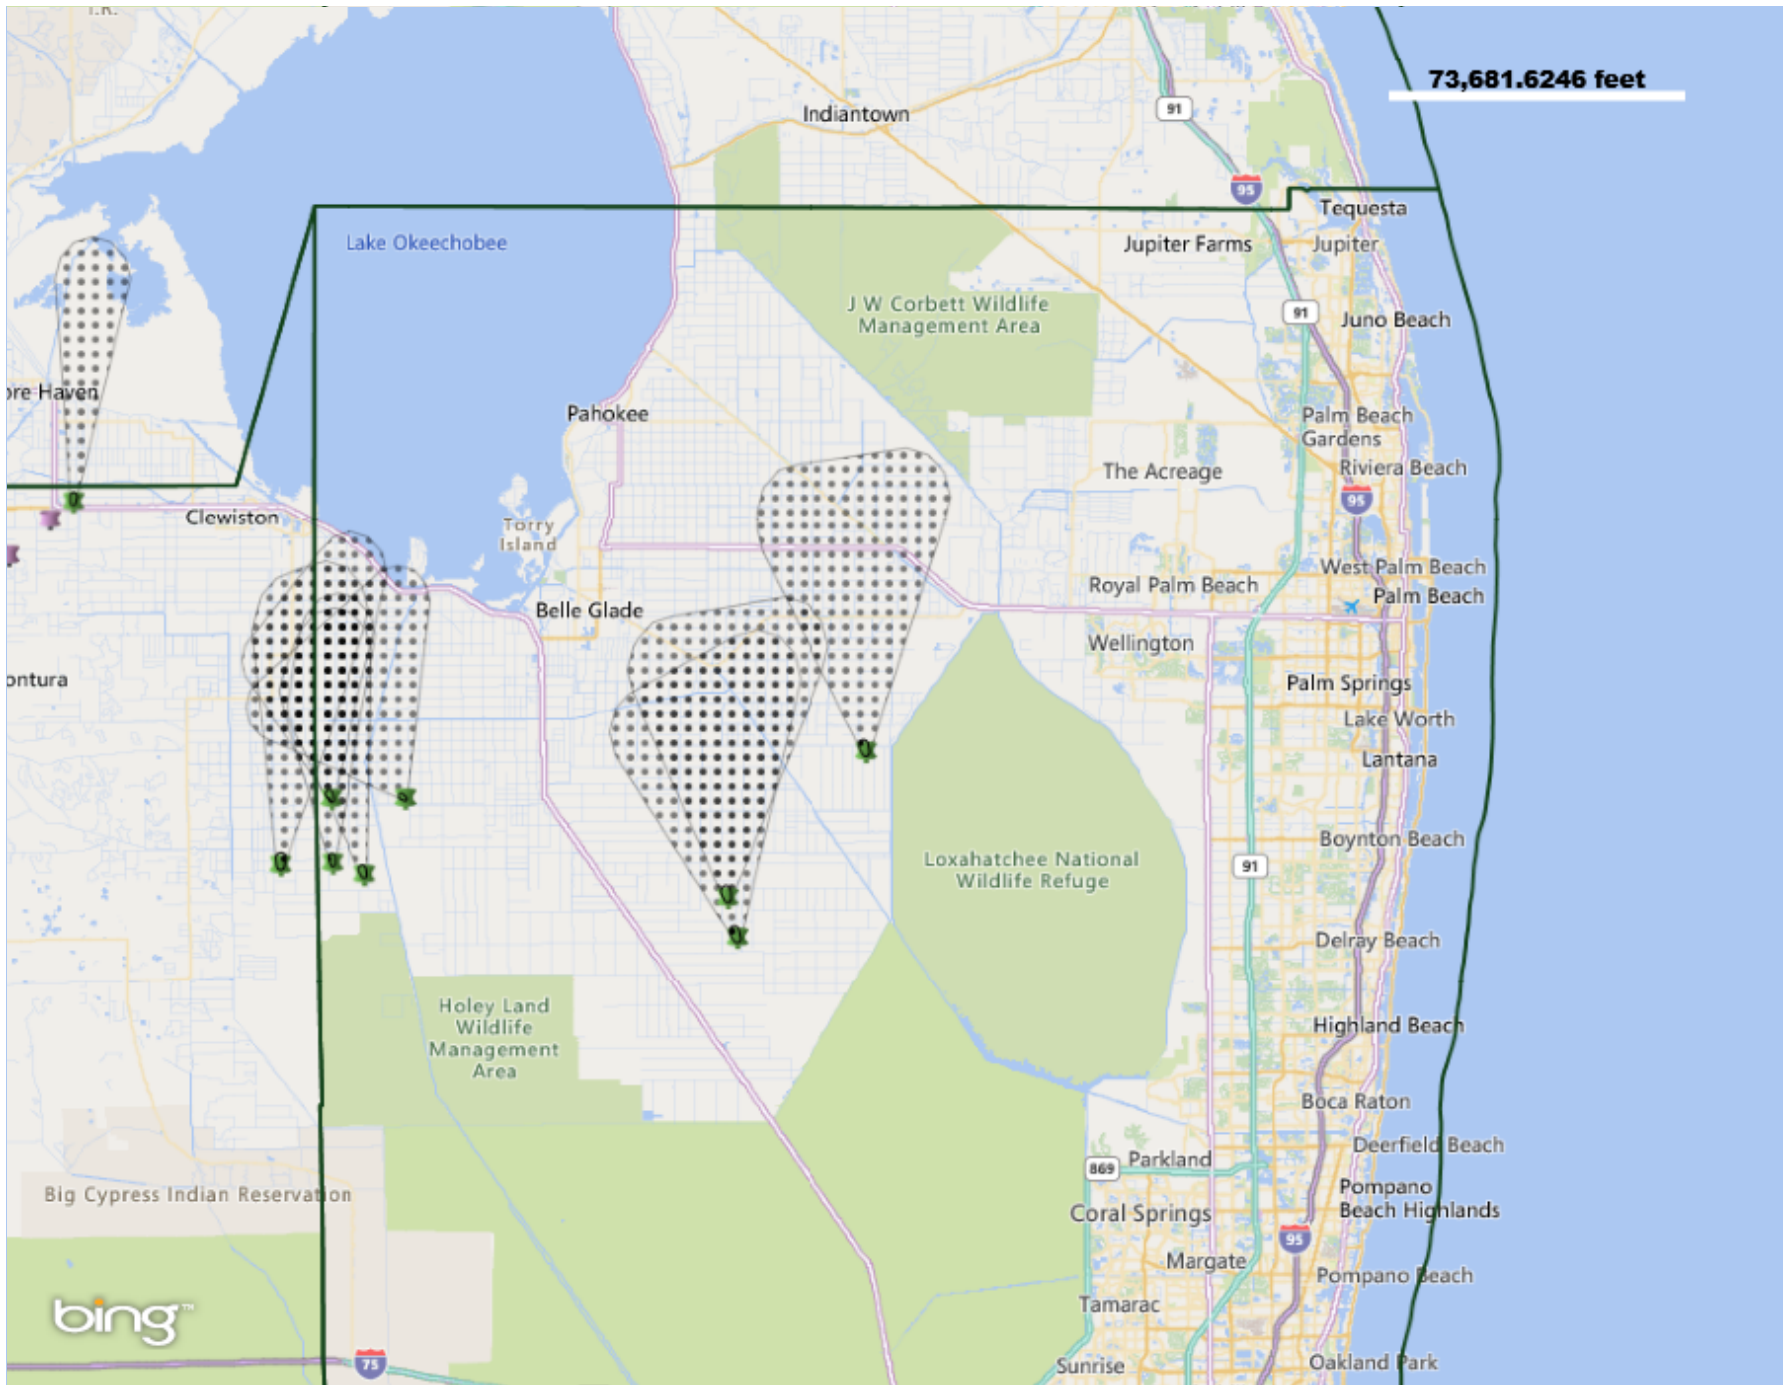 73,681.6246 feet
Indiantown
91
95
Tequesta
Lake Okeechobee
Jupiter Farms
Jupiter
J W Corbett Wildlife
Management Area
91
Juno Beach
ore Haven
Pahokee
Palm Beach
Gardens
The Acreage
Riviera Beach
95
Clewiston
Torry
Island
West Palm Beach
Royal Palm Beach
Palm Beach
Belle Glade
Wellington
ontura
Palm Springs
Lake Worth
Lantana
Boynton Beach
Loxahatchee National
Wildlife Refuge
91
Delray Beach
Holey Land
Wildlife
Management
Area
Highland Beach
Boca Raton
Deerfield Beach
869
Parkland
Big Cypress Indian Reservation
Pompano
Beach Highlands
Coral Springs
95
Margate
Pompano Beach
Tamarac
bing™
75
Sunrise
Oakland Park